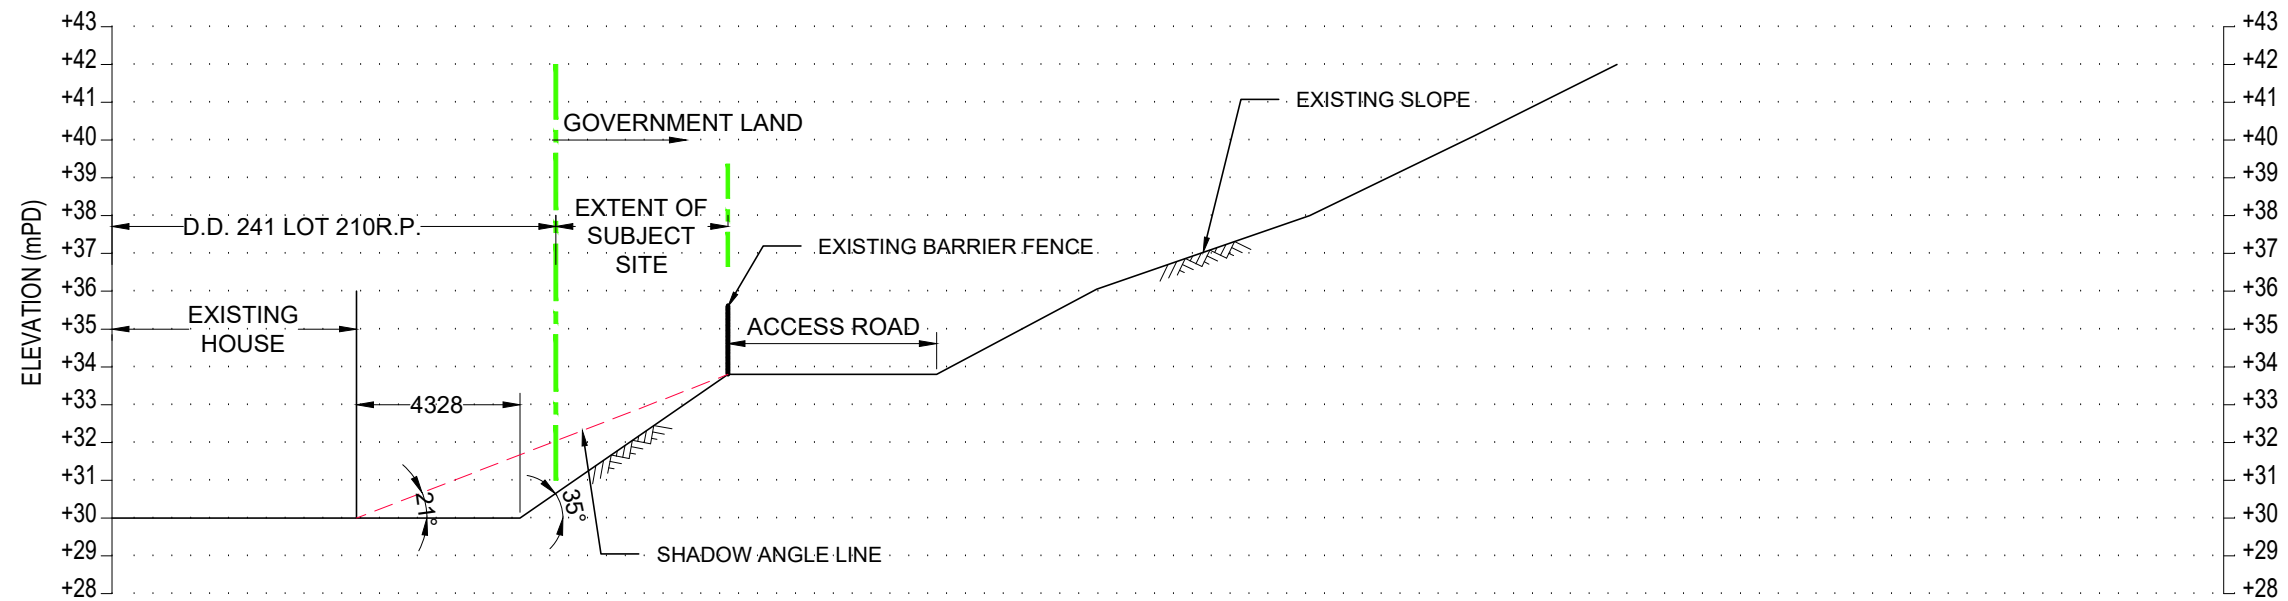 +43
+42
+41
+40
+39
+38
+37
+36
+35
+34
+33
+32
+31
+30
+29
+28
ELEVATION (mPD)
EXISTING SLOPE
GOVERNMENT LAND
D.D. 241 LOT 210R.P.
EXTENT OF
SUBJECT
SITE
EXISTING BARRIER FENCE
EXISTING
HOUSE
ACCESS ROAD
4328
21°
35°
SHADOW ANGLE LINE
+43
+42
+41
+40
+39
+38
+37
+36
+35
+34
+33
+32
+31
+30
+29
+28